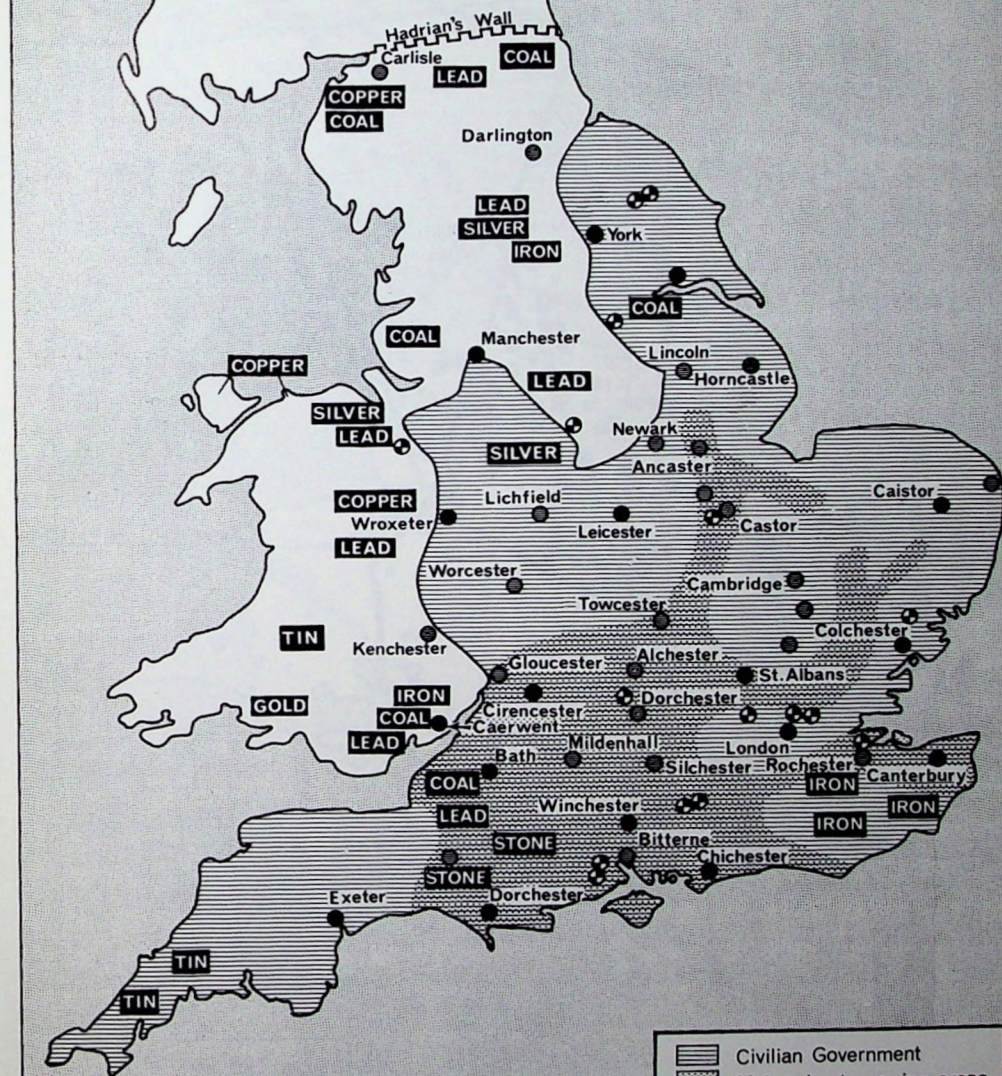 Hadrian's Wall
Carlisle
COAL
LEAD
COPPER
COAL
Darlington
LEAD
SILVER
IRON
York
COAL
COAL
Manchester
Lincoln
Horncastle
COPPER
LEAD
SILVER
LEAD
Newark
SILVER
Ancaster
COPPER
Lichfield
Caistor
Wroxeter
Leicester
Castor
LEAD
Worcester
Cambridge
Towcester
TIN
Colchester
Kenchester
Gloucester
Alchester
St. Albans
IRON
GOLD
Dorchester
COAL
Cirencester
Caerwent
LEAD
Mildenhall
London
Bath
Silchester
Rochester
Canterbury
COAL
IRON
Winchester
IRON
LEAD
IRON
STONE
Bitterne
Chichester
STONE
Exeter
Dorchester
TIN
TIN
Civilian Government